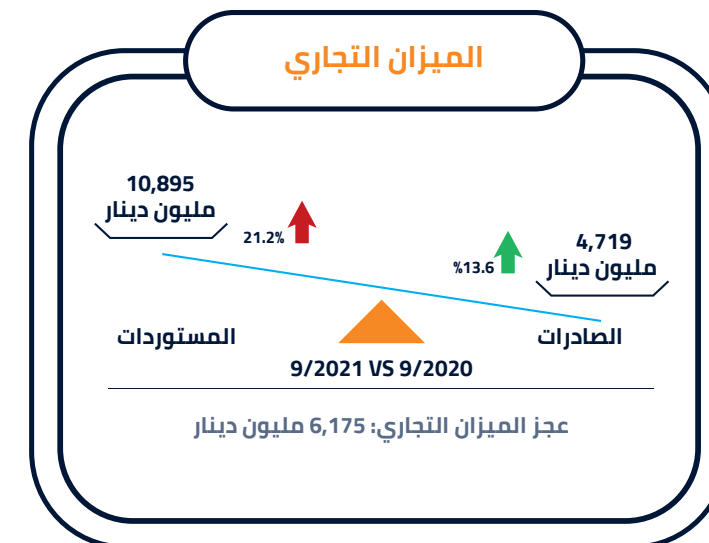 الميزان التجاري
10,895
مليون دينار
21.2%
4,719
مليون دينار
%13.6
المستوردات
الصادرات
9/2021 VS 9/2020
عجز الميزان التجاري: 6,175 مليون دينار